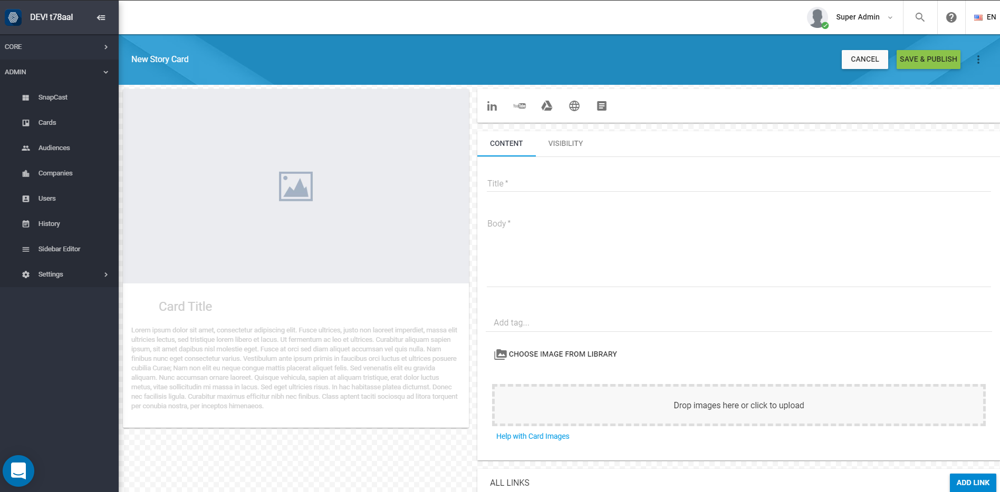 DEV! t78aal
Super Admin
EN
CORE
ADMIN
SnapCast
Cards
Audiences
Companies
Users
History
Sidebar Editor
Settings
New Story Card
CANCEL
SAVE & PUBLISH
Card Title
Lorem ipsum dolor sit amet, consectetur adipiscing elit. Fusce ultrices, justo non laoreet imperdiet, massa elit
ultricies lectus, sed tristique lorem libero et lacus. Ut fermentum ac leo et ultrices. Curabitur aliquam sapien
ipsum, sit amet dapibus nisl molestie eget. Fusce at orci sed diam aliquet accumsan vel quis nulla. Nam
finibus nunc eget consectetur varius. Vestibulum ante ipsum primis in faucibus orci luctus et ultrices posuere
cubilia Curae; Nam non elit eu neque congue mattis placerat aliquet felis. Sed venenatis elit eu gravida
aliquam. Nunc accumsan ornare laoreet. Quisque vehicula, sapien at aliquam tristique, erat dolor luctus
metus, vitae sollicitudin mi massa in lacus. Sed eget ultricies risus. In hac habitasse platea dictumst. Donec
nec facilisis ligula. Curabitur maximus efficitur nibh nec finibus. Class aptent taciti sociosqu ad litora torquent
per conubia nostra, per inceptos himenaeos.
in
YouTube
CONTENT
VISIBILITY
Title *
Body *
Add tag...
CHOOSE IMAGE FROM LIBRARY
Drop images here or click to upload
Help with Card Images
ALL LINKS
ADD LINK